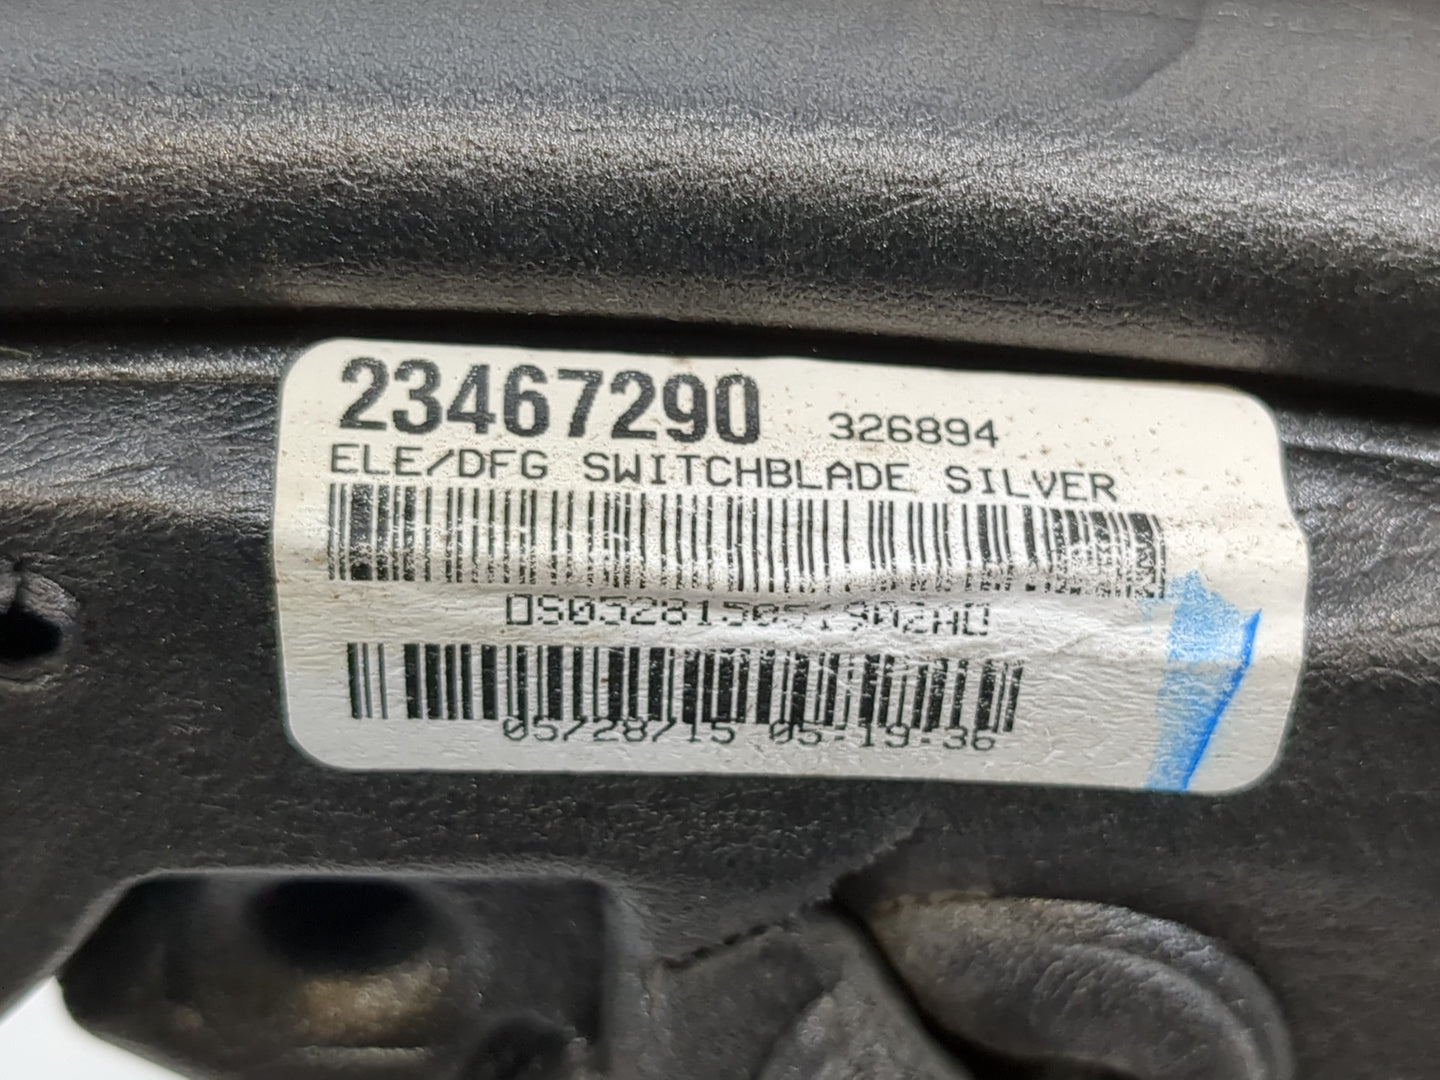 23467290 326894
ELE/DFG SWITCHBLADE SILVER
05/28/15 05:19:36